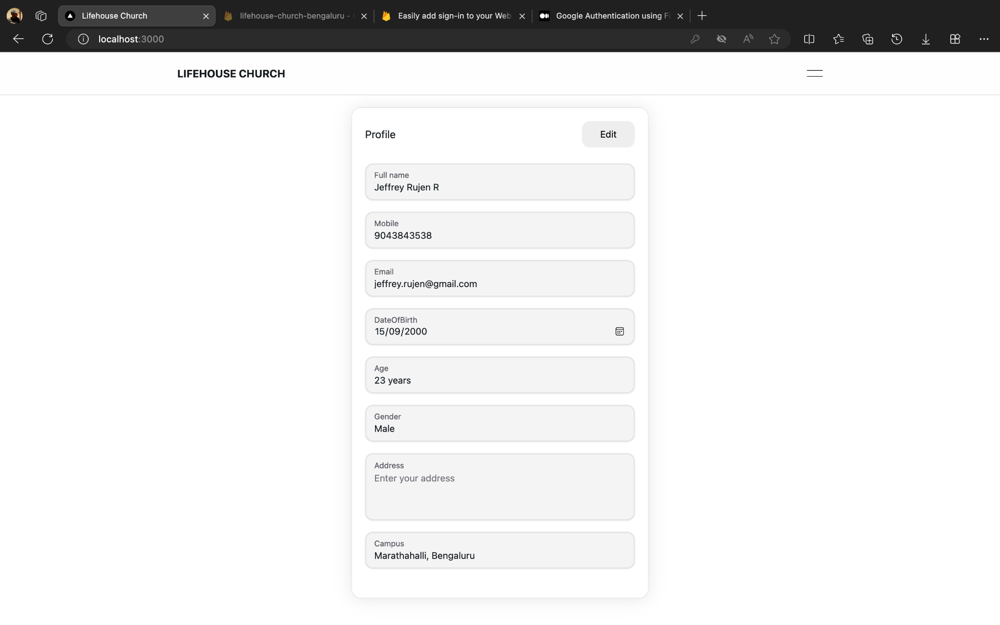 Lifehouse Church
lifehouse-church-bengaluru -
Easily add sign-in to your Web
Google Authentication using Fi
localhost:3000
LIFEHOUSE CHURCH
Profile
Edit
Full name
Jeffrey Rujen R
Mobile
9043843538
Email
jeffrey.rujen@gmail.com
DateOfBirth
15/09/2000
Age
23 years
Gender
Male
Address
Enter your address
Campus
Marathahalli, Bengaluru